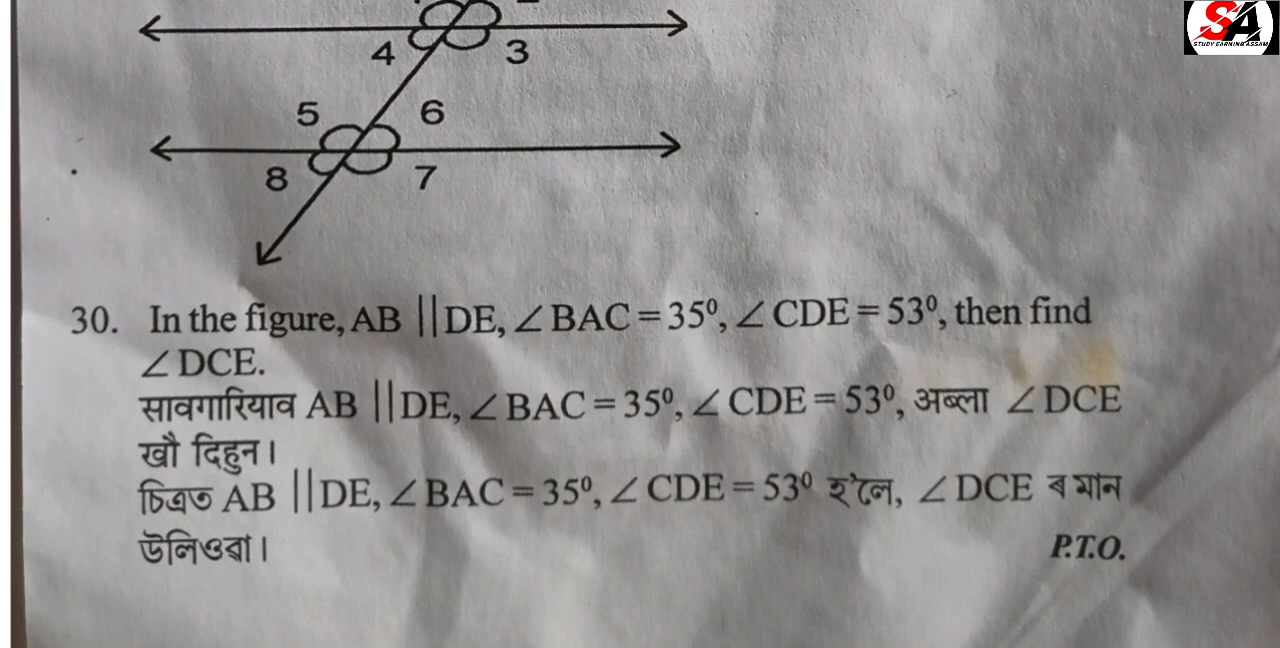 SA
STUDY EARNING ASSAM
4 3
5 6
8 7
30. In the figure, AB || DE, ∠BAC = 35⁰, ∠CDE = 53⁰, then find
∠DCE.
सावगारियाव AB || DE, ∠BAC = 35⁰, ∠CDE = 53⁰, अब्ला ∠DCE
खौ दिहुन।
চিত্ৰত AB || DE, ∠BAC = 35⁰, ∠CDE = 53⁰ হ'লে, ∠DCE ৰ মান
উলিওৱা।
P.T.O.